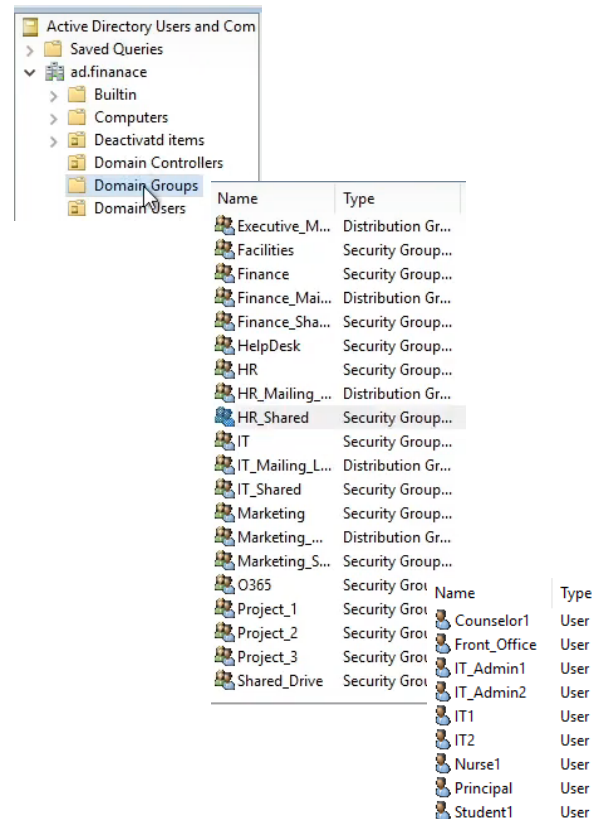 Active Directory Users and Com
Saved Queries
ad.finanace
Builtin
Computers
Deactivatd items
Domain Controllers
Domain Groups
Domain Users
Name Type
Executive_M... Distribution Gr...
Facilities Security Group...
Finance Security Group...
Finance_Mai... Distribution Gr...
Finance_Sha... Security Group...
HelpDesk Security Group...
HR Security Group...
HR_Mailing_... Distribution Gr...
HR_Shared Security Group...
IT Security Group...
IT_Mailing_L... Distribution Gr...
IT_Shared Security Group...
Marketing Security Group...
Marketing_... Distribution Gr...
Marketing_S... Security Group...
O365 Security Grou
Project_1 Security Grou
Project_2 Security Grou
Project_3 Security Grou
Shared_Drive Security Grou
Name Type
Counselor1 User
Front_Office User
IT_Admin1 User
IT_Admin2 User
IT1 User
IT2 User
Nurse1 User
Principal User
Student1 User